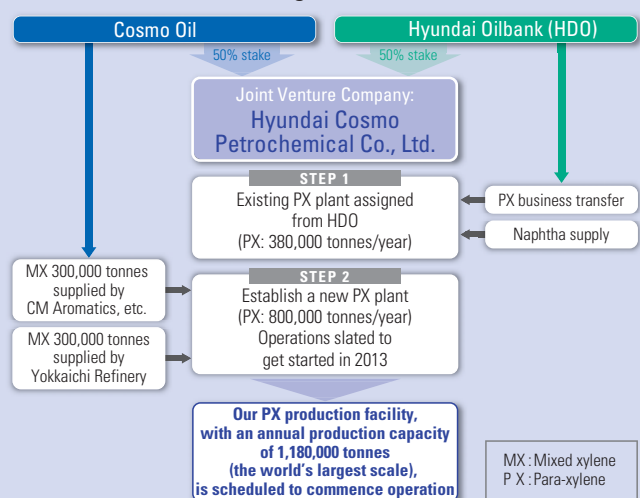 Cosmo Oil
Hyundai Oilbank (HDO)
50% stake
50% stake
Joint Venture Company:
Hyundai Cosmo
Petrochemical Co., Ltd.
STEP 1
Existing PX plant assigned
from HDO
(PX: 380,000 tonnes/year)
PX business transfer
Naphtha supply
MX 300,000 tonnes
supplied by
CM Aromatics, etc.
MX 300,000 tonnes
supplied by
Yokkaichi Refinery
STEP 2
Establish a new PX plant
(PX: 800,000 tonnes/year)
Operations slated to
get started in 2013
Our PX production facility,
with an annual production capacity
of 1,180,000 tonnes
(the world's largest scale),
is scheduled to commence operation
MX : Mixed xylene
P X : Para-xylene